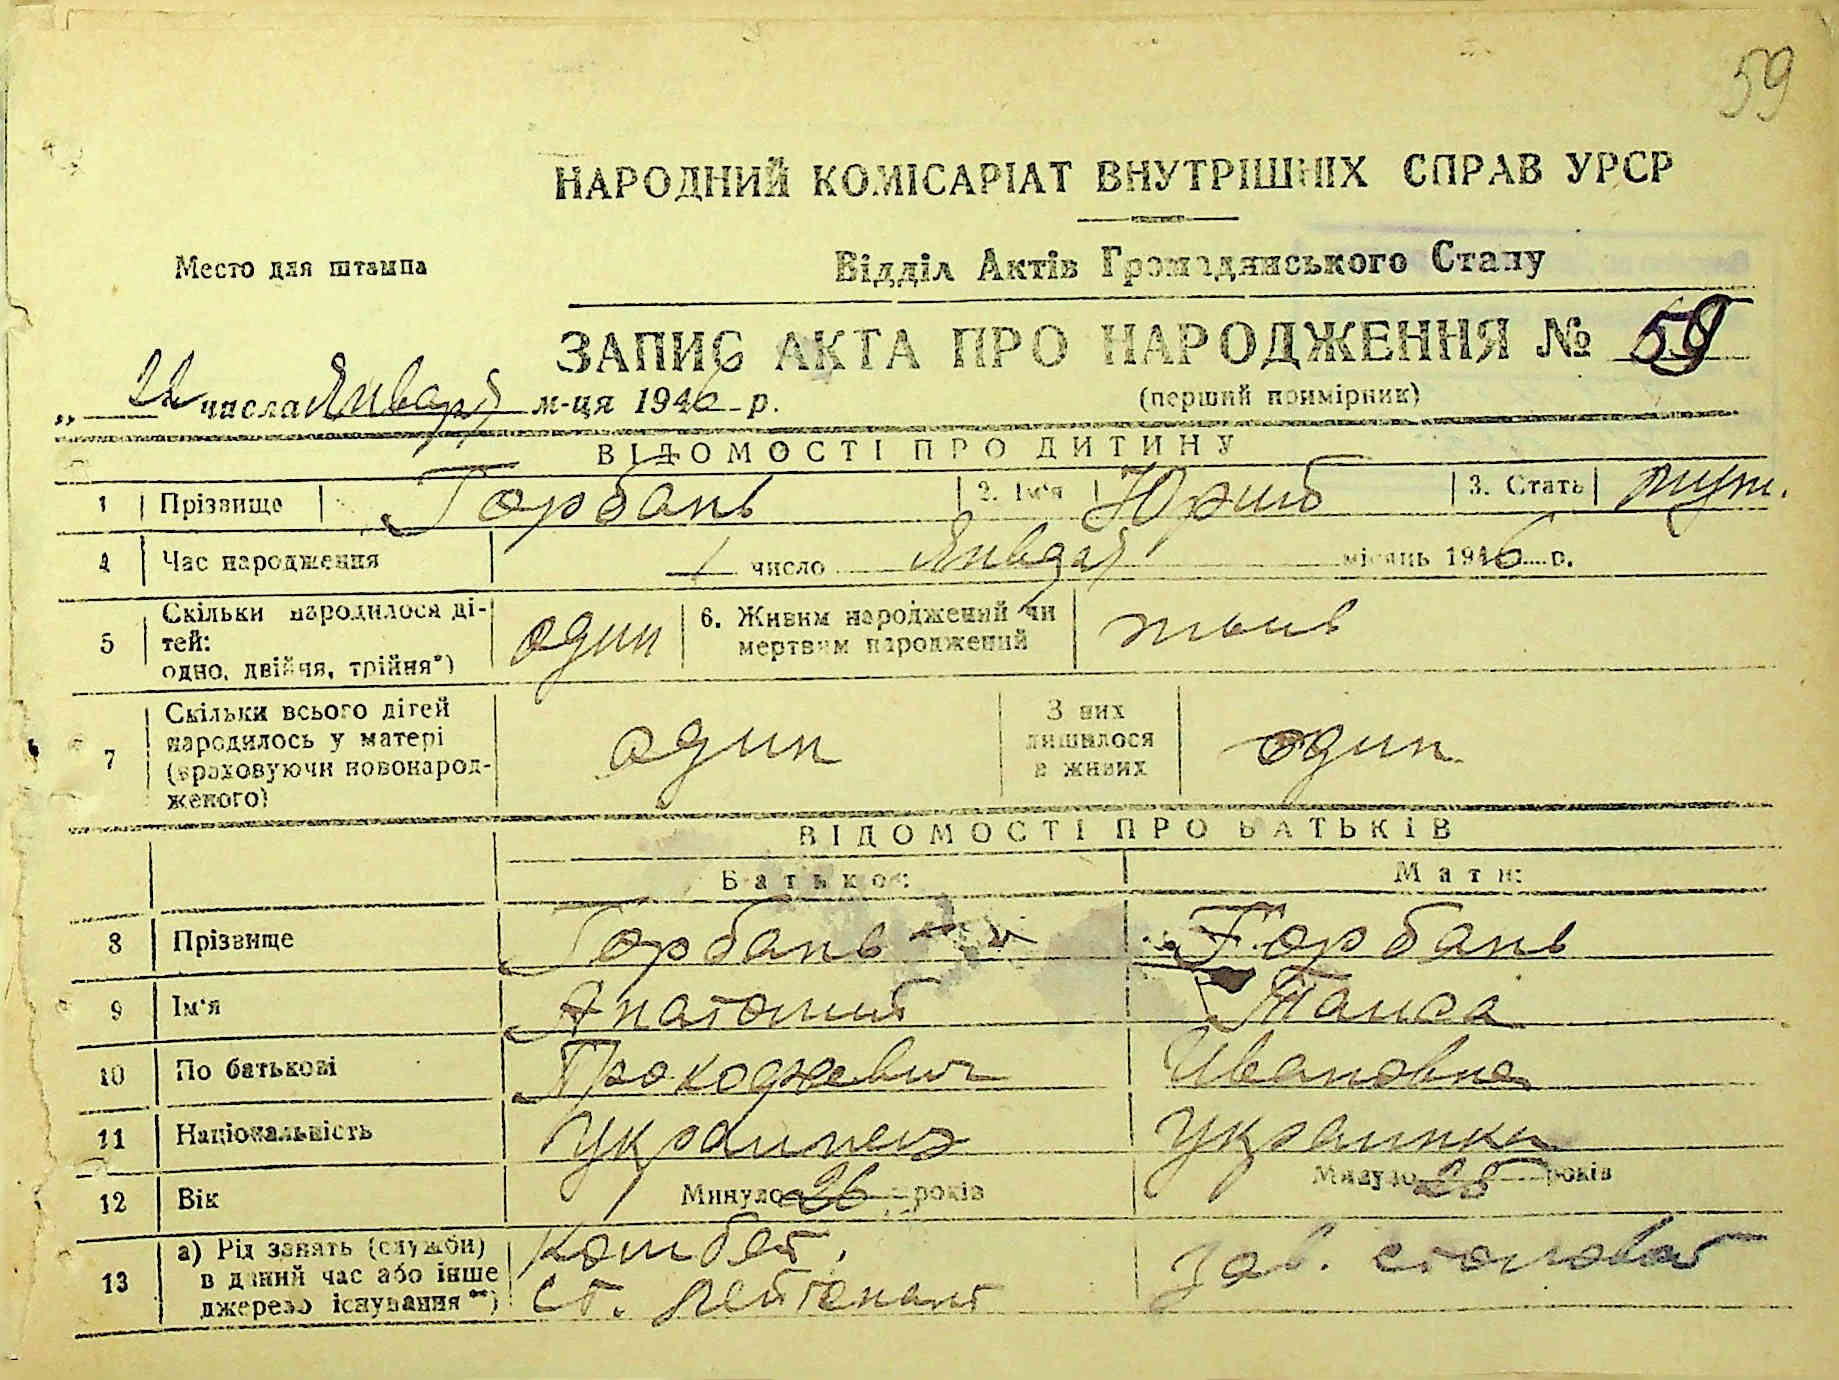 59
НАРОДНИЙ КОМІСАРІАТ ВНУТРІШНІХ СПРАВ УРСР
Место для штампа
Відділ Актів Громадянського Стану
ЗАПИС АКТА ПРО НАРОДЖЕННЯ № 59
„ 22 числа Января м-ця 1946 р.
(перший примірник)
ВІДОМОСТІ ПРО ДИТИНУ
1 Прізвище Горбань 2. Ім'я Юрий 3. Стать муж.
4 Час народження 1 число Января місяць 1946 р.
5 Скільки народилося дітей: одно, двійня, трійня*) один 6. Живим народжений чи мертвим народжений живь
7 Скільки всього дітей народилось у матері (враховуючи новонародженого) один З них лишилося в живих один
ВІДОМОСТІ ПРО БАТЬКІВ
Батько: Мати:
8 Прізвище Горбань Горбань
9 Ім'я Анатолий Таиса
10 По батькові Прокофьевич Ивановна
11 Національність Украинец Украинка
12 Вік Минуло 26 років Минуло 28 років
13 а) Рід занять (служби) в даний час або інше джерело існування**) Комбат, ст. лейтенант Зав. столовой